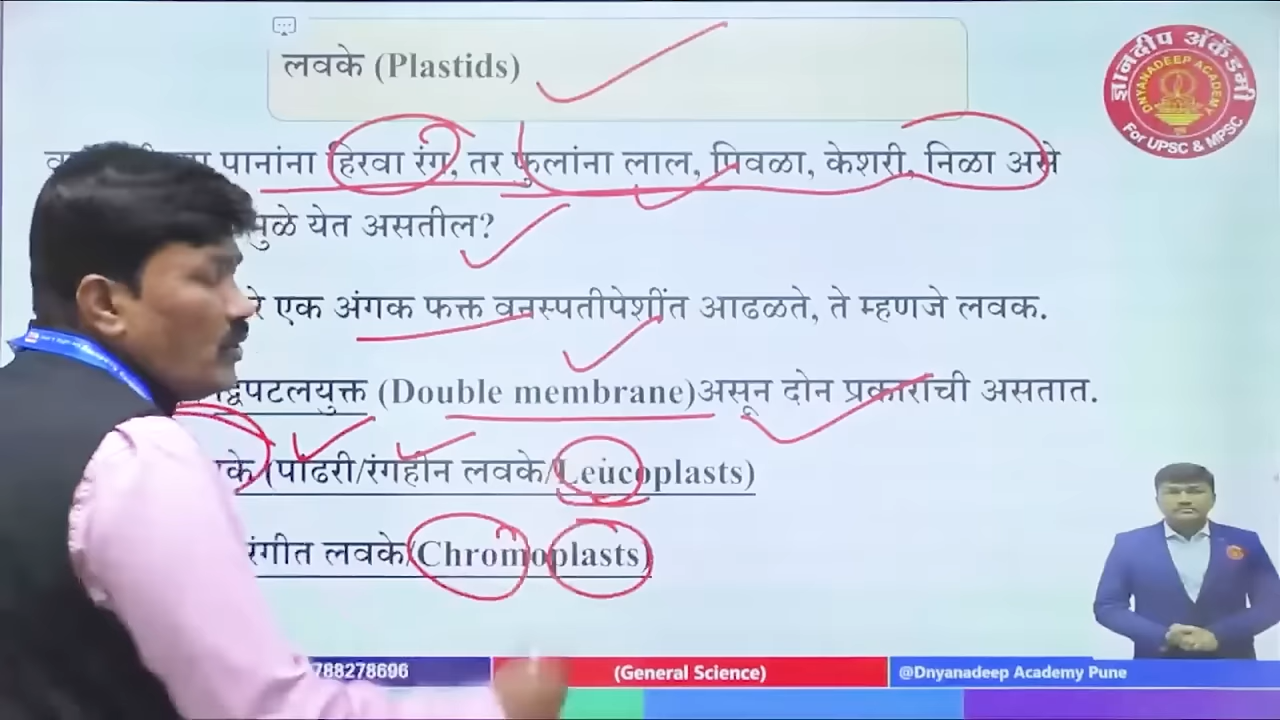 लवके (Plastids)
पानांना हिरवा रंग, तर फुलांना लाल, पिवळा, केशरी, निळा असे
येत असतील?
एक अंगक फक्त वनस्पतीपेशींत आढळते, ते म्हणजे लवक.
(Double membrane)असून दोन प्रकारांची असतात.
(पांढरी/रंगहीन लवके/Leucoplasts)
रंगीत लवके/Chromoplasts)
ज्ञानदीप अॅकॅडमी
DNYANADEEP ACADEMY
For UPSC & MPSC
788278696
(General Science)
@Dnyanadeep Academy Pune